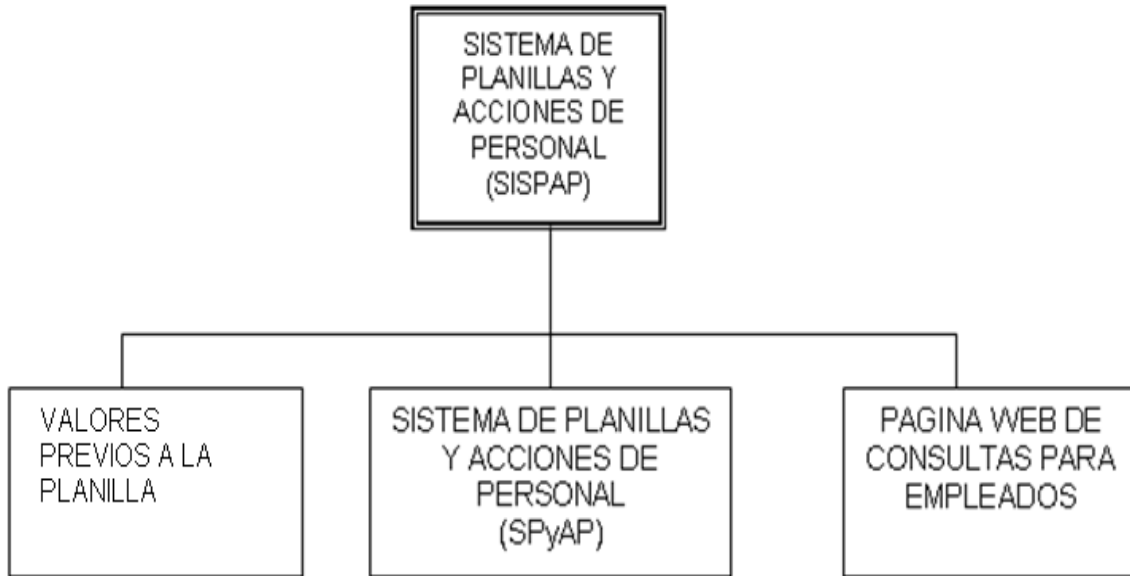 SISTEMA DE
PLANILLAS Y
ACCIONES DE
PERSONAL
(SISPAP)
VALORES
PREVIOS A LA
PLANILLA
SISTEMA DE PLANILLAS
Y ACCIONES DE
PERSONAL
(SPyAP)
PAGINA WEB DE
CONSULTAS PARA
EMPLEADOS